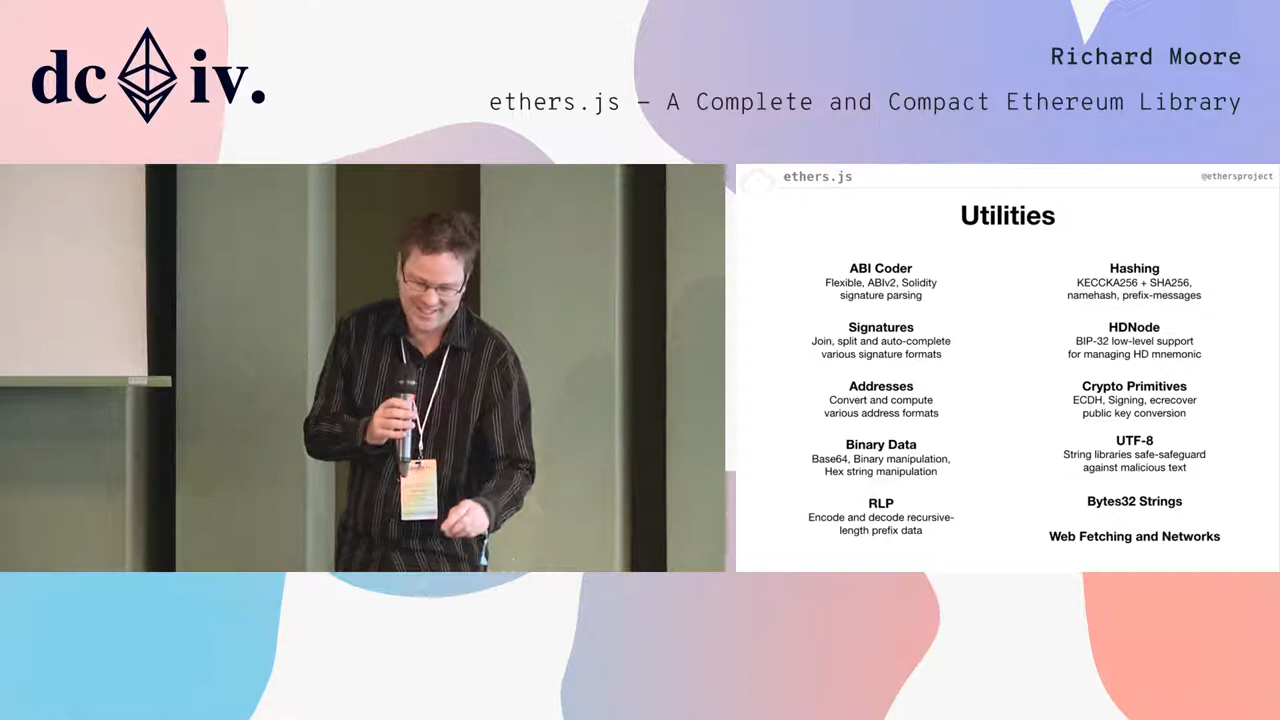 dc iv.
Richard Moore
ethers.js – A Complete and Compact Ethereum Library
ethers.js
@ethersproject
Utilities
ABI Coder
Flexible, ABIv2, Solidity
signature parsing
Signatures
Join, split and auto-complete
various signature formats
Addresses
Convert and compute
various address formats
Binary Data
Base64, Binary manipulation,
Hex string manipulation
RLP
Encode and decode recursive-
length prefix data
Hashing
KECCKA256 + SHA256,
namehash, prefix-messages
HDNode
BIP-32 low-level support
for managing HD mnemonic
Crypto Primitives
ECDH, Signing, ecrecover
public key conversion
UTF-8
String libraries safe-safeguard
against malicious text
Bytes32 Strings
Web Fetching and Networks